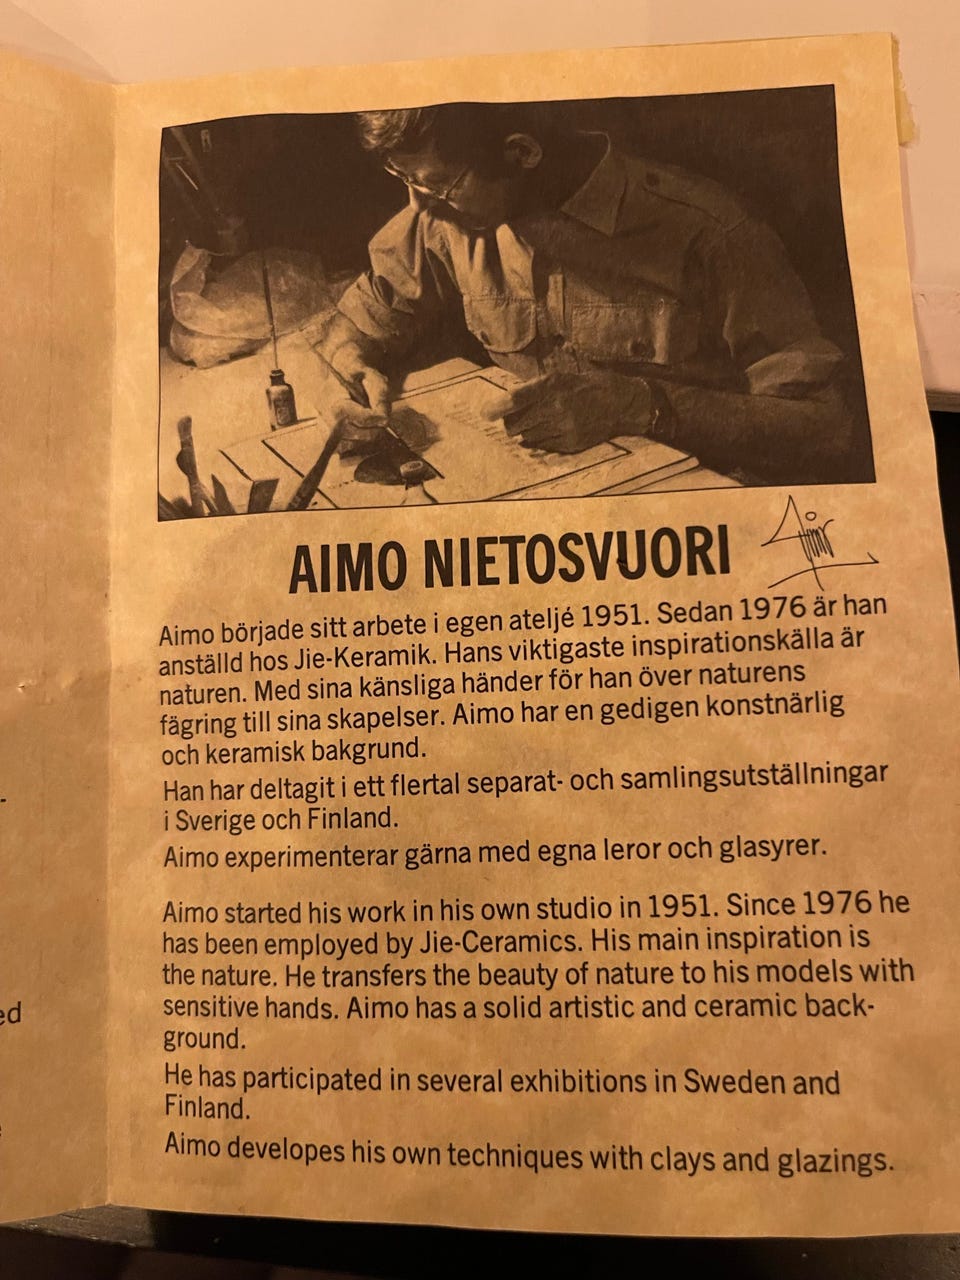 AIMO NIETOSVUORI
Aimo
Aimo började sitt arbete i egen ateljé 1951. Sedan 1976 är han
anställd hos Jie-Keramik. Hans viktigaste inspirationskälla är
naturen. Med sina känsliga händer för han över naturens
fägring till sina skapelser. Aimo har en gedigen konstnärlig
och keramisk bakgrund.
Han har deltagit i ett flertal separat- och samlingsutställningar
i Sverige och Finland.
Aimo experimenterar gärna med egna leror och glasyrer.
Aimo started his work in his own studio in 1951. Since 1976 he
has been employed by Jie-Ceramics. His main inspiration is
the nature. He transfers the beauty of nature to his models with
sensitive hands. Aimo has a solid artistic and ceramic back-
ground.
He has participated in several exhibitions in Sweden and
Finland.
Aimo developes his own techniques with clays and glazings.